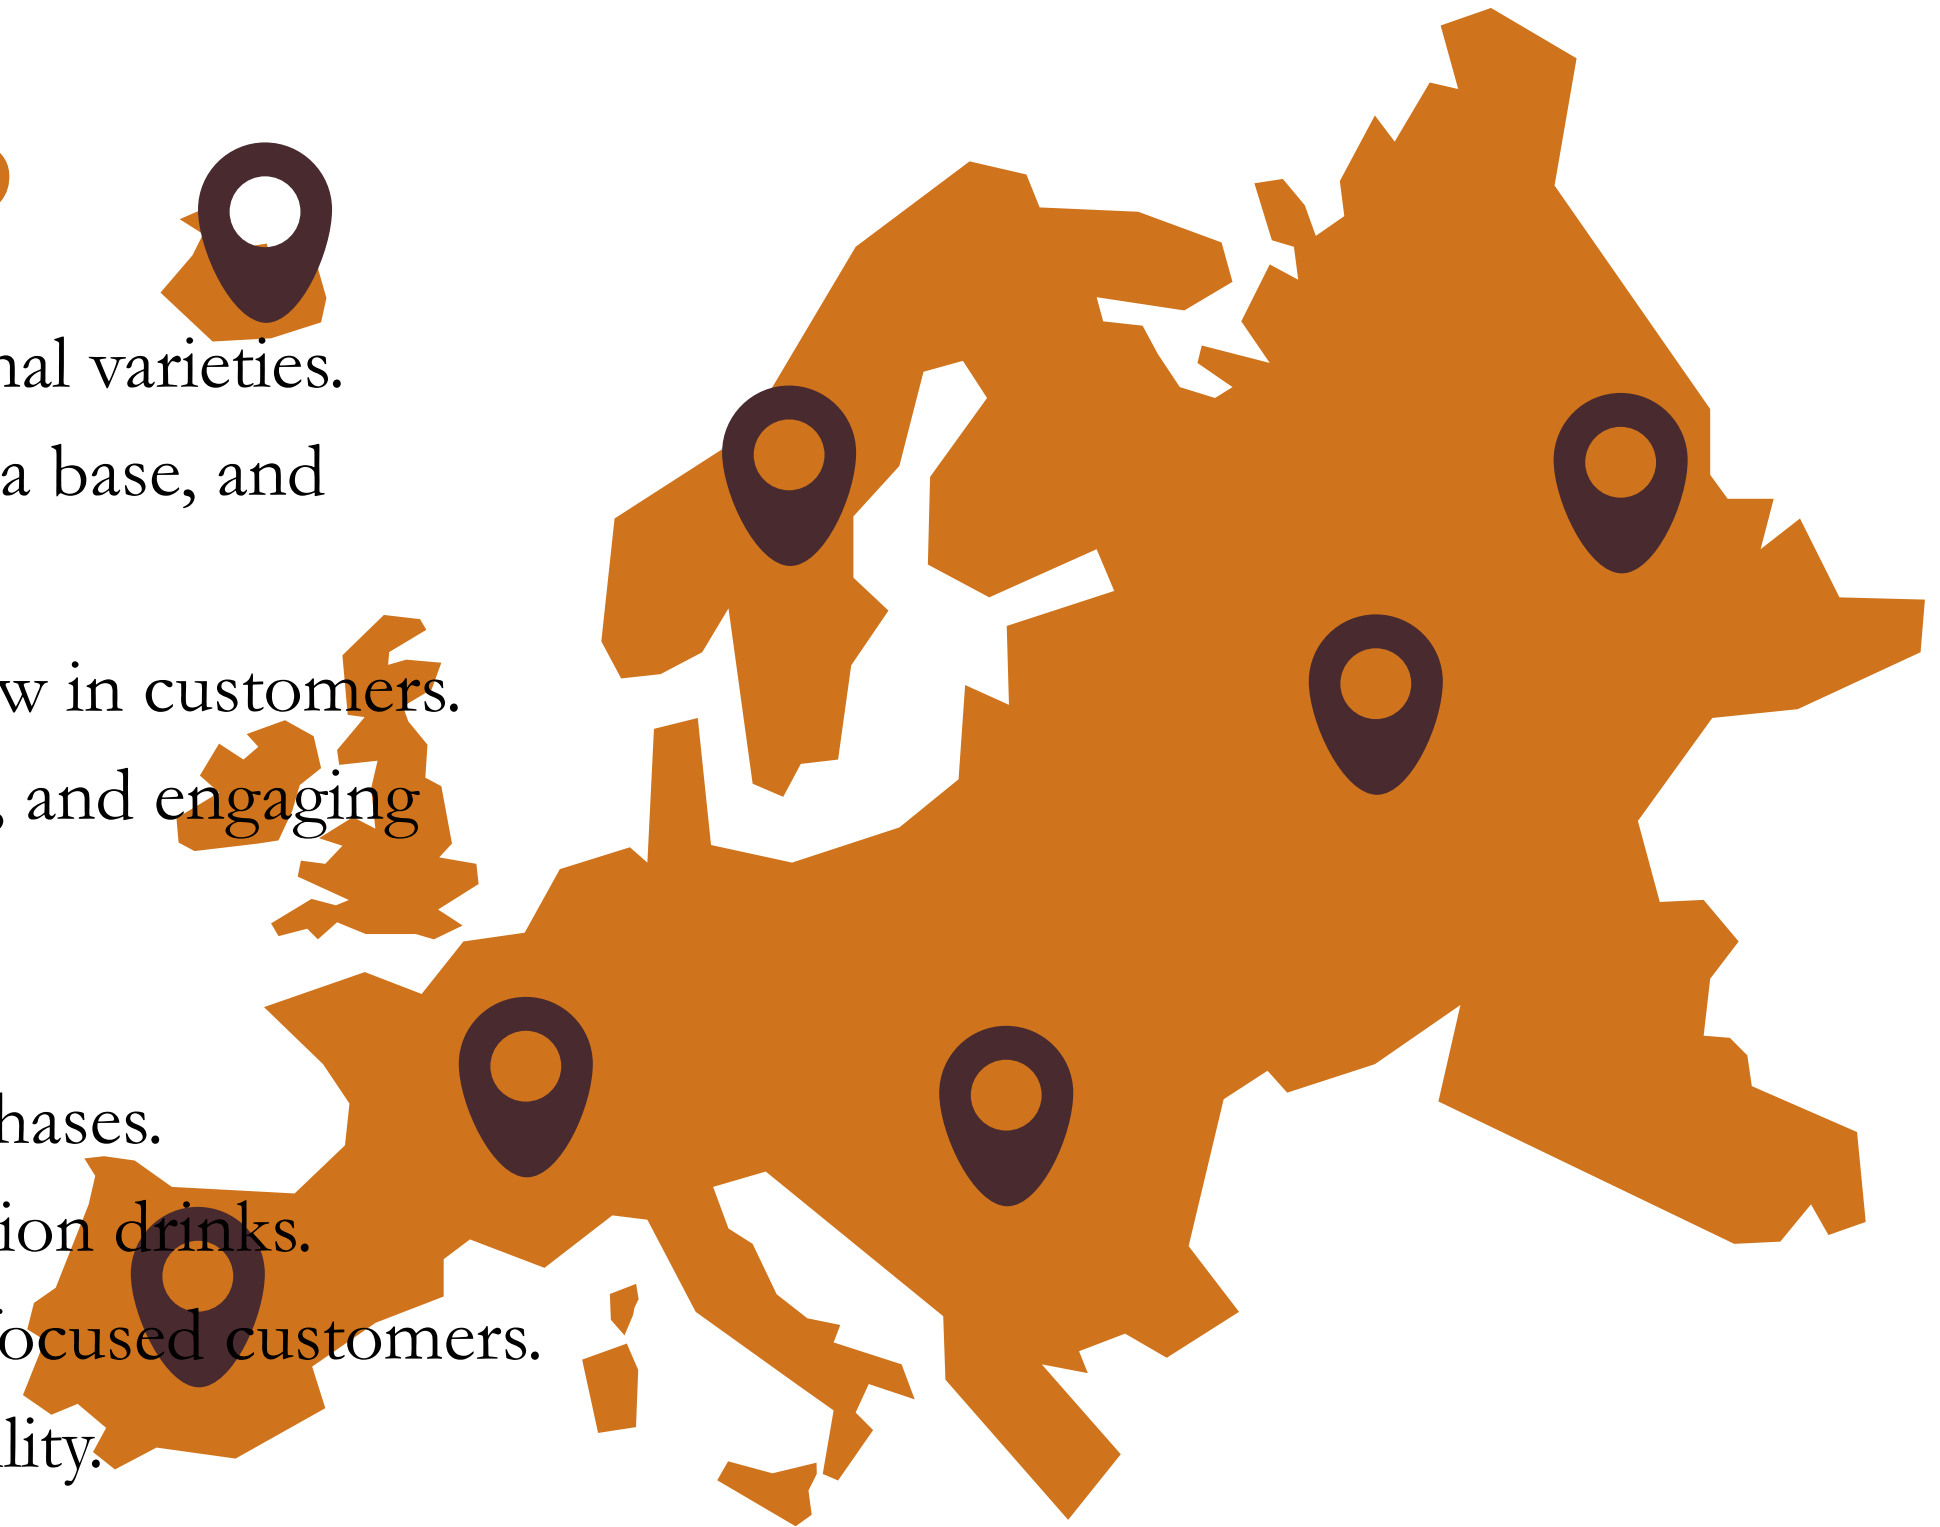 nal varieties.
a base, and
w in customers.
, and engaging
hases.
ion drinks.
ocused customers.
lity.